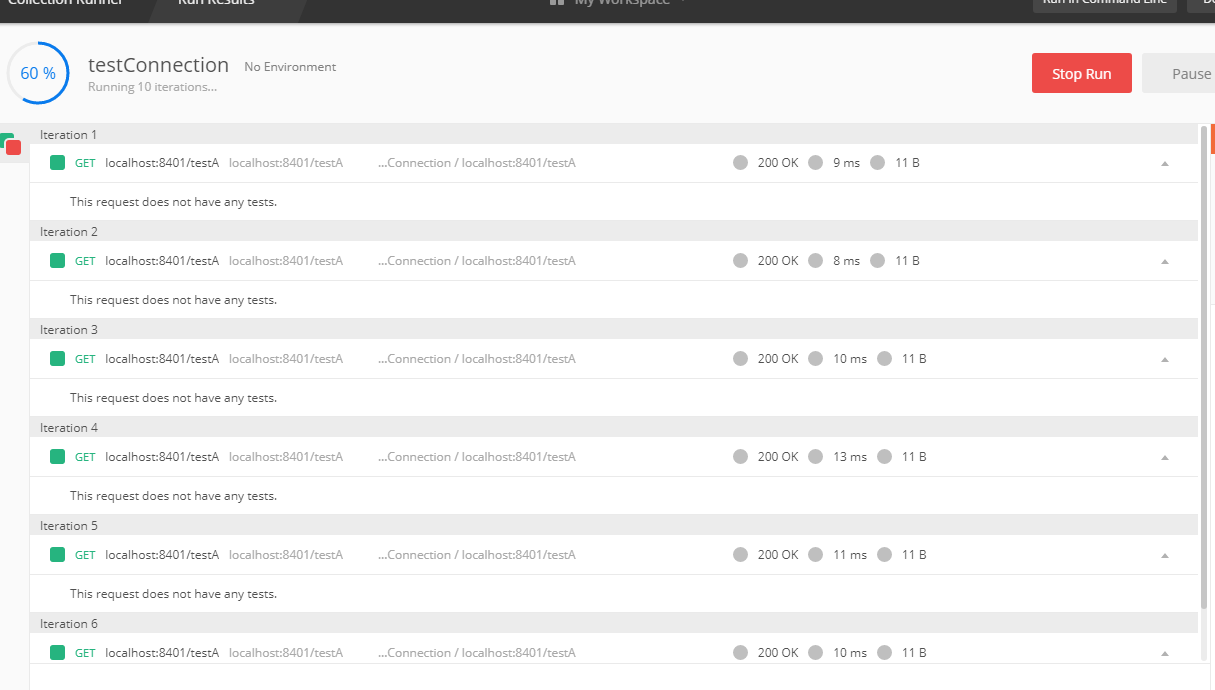 Collection Runner Run Results My Workspace Run In Command Line
60 % testConnection No Environment
Running 10 iterations...
Stop Run Pause
Iteration 1
GET localhost:8401/testA localhost:8401/testA ...Connection / localhost:8401/testA 200 OK 9 ms 11 B
This request does not have any tests.
Iteration 2
GET localhost:8401/testA localhost:8401/testA ...Connection / localhost:8401/testA 200 OK 8 ms 11 B
This request does not have any tests.
Iteration 3
GET localhost:8401/testA localhost:8401/testA ...Connection / localhost:8401/testA 200 OK 10 ms 11 B
This request does not have any tests.
Iteration 4
GET localhost:8401/testA localhost:8401/testA ...Connection / localhost:8401/testA 200 OK 13 ms 11 B
This request does not have any tests.
Iteration 5
GET localhost:8401/testA localhost:8401/testA ...Connection / localhost:8401/testA 200 OK 11 ms 11 B
This request does not have any tests.
Iteration 6
GET localhost:8401/testA localhost:8401/testA ...Connection / localhost:8401/testA 200 OK 10 ms 11 B